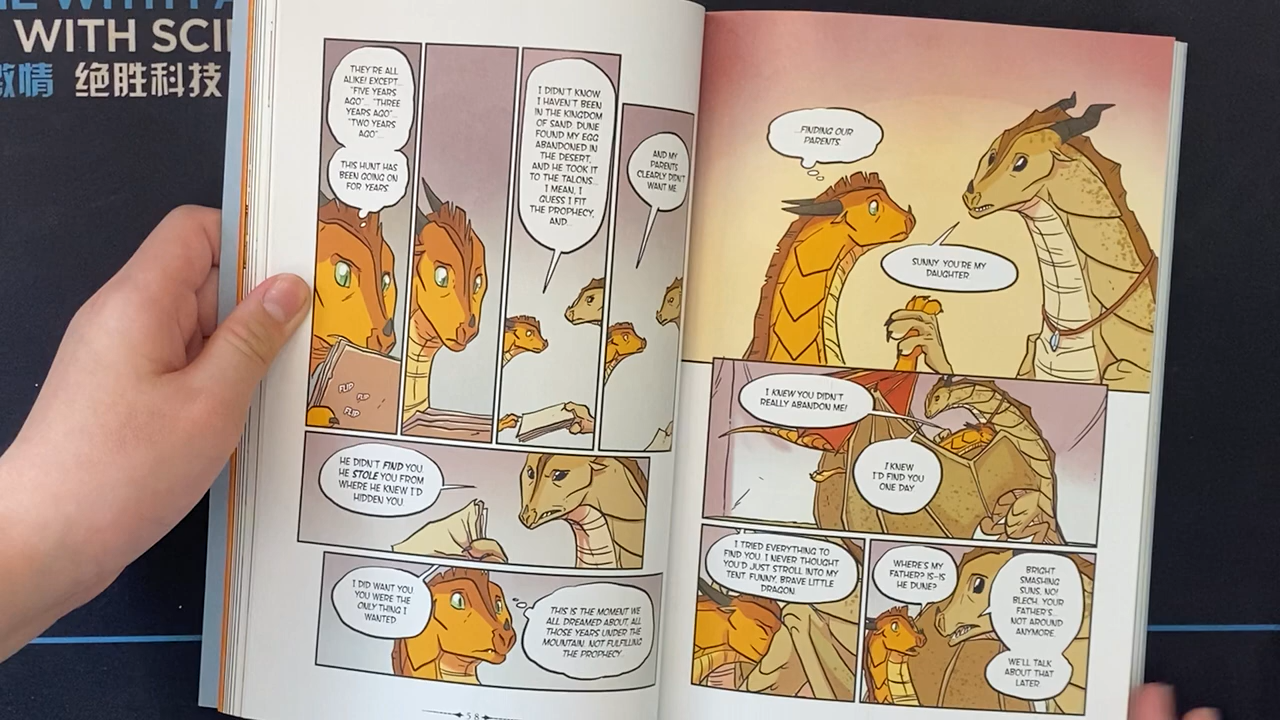 WITH SCI
激情 绝胜科技
THEY'RE ALL
ALIKE! EXCEPT...
"FIVE YEARS
AGO"... "THREE
YEARS AGO"...
"TWO YEARS
AGO"...
THIS HUNT HAS
BEEN GOING ON
FOR YEARS.
FLIP
FLIP
FLIP
I DIDN'T KNOW.
I HAVEN'T BEEN
IN THE KINGDOM
OF SAND. DUNE
FOUND MY EGG
ABANDONED IN
THE DESERT,
AND HE TOOK IT
TO THE TALONS...
I MEAN, I
GUESS I FIT
THE PROPHECY,
AND...
AND MY
PARENTS
CLEARLY DIDN'T
WANT ME.
HE DIDN'T FIND YOU.
HE STOLE YOU FROM
WHERE HE KNEW I'D
HIDDEN YOU.
I DID WANT YOU.
YOU WERE THE
ONLY THING I
WANTED.
THIS IS THE MOMENT WE
ALL DREAMED ABOUT, ALL
THOSE YEARS UNDER THE
MOUNTAIN. NOT FULFILLING
THE PROPHECY...
58
...FINDING OUR
PARENTS.
SUNNY. YOU'RE MY
DAUGHTER.
I KNEW YOU DIDN'T
REALLY ABANDON ME!
I KNEW
I'D FIND YOU
ONE DAY.
I TRIED EVERYTHING TO
FIND YOU. I NEVER THOUGHT
YOU'D JUST STROLL INTO MY
TENT. FUNNY, BRAVE LITTLE
DRAGON.
WHERE'S MY
FATHER? IS–IS
HE DUNE?
BRIGHT
SMASHING
SUNS, NO!
BLECH. YOUR
FATHER'S...
NOT AROUND
ANYMORE.
WE'LL TALK
ABOUT THAT
LATER.